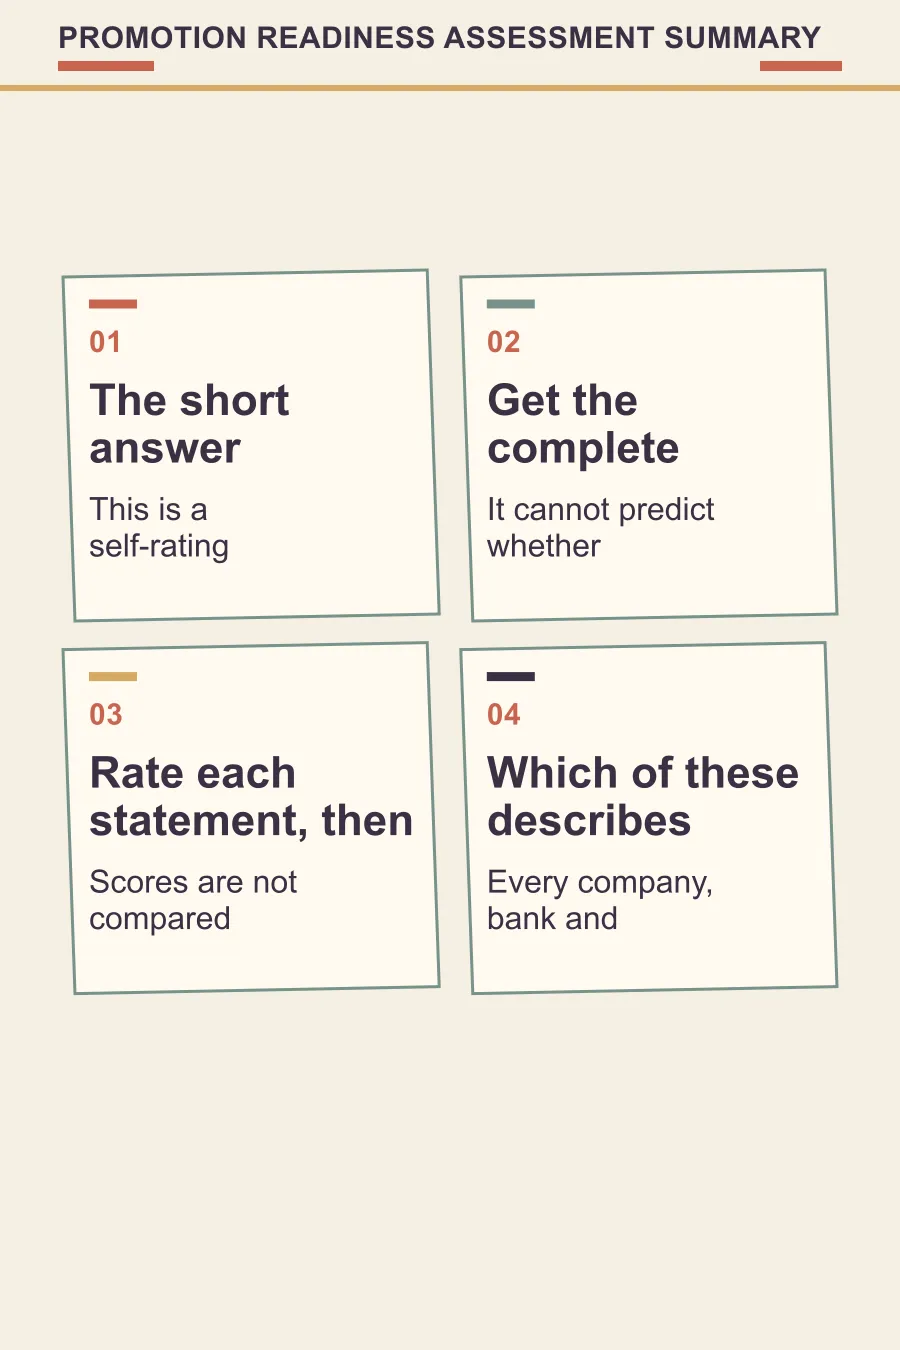 PROMOTION READINESS ASSESSMENT SUMMARY
01
The short
answer
This is a
self-rating
02
Get the
complete
It cannot predict
whether
03
Rate each
statement, then
Scores are not
compared
04
Which of these
describes
Every company,
bank and